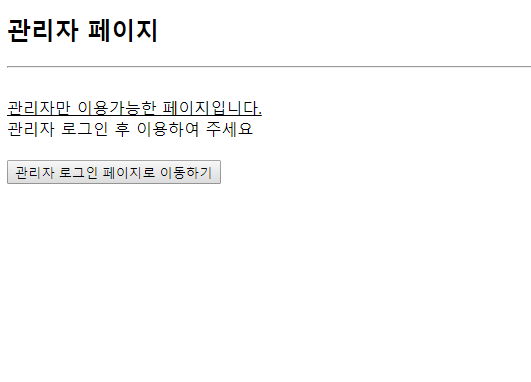 관리자 페이지
관리자만 이용가능한 페이지입니다.
관리자 로그인 후 이용하여 주세요
관리자 로그인 페이지로 이동하기